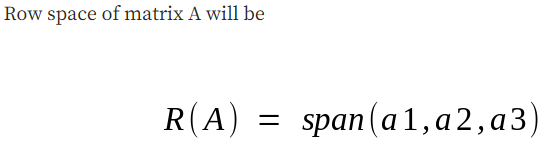 Row space of matrix A will be
R(A) = span(a1,a2,a3)